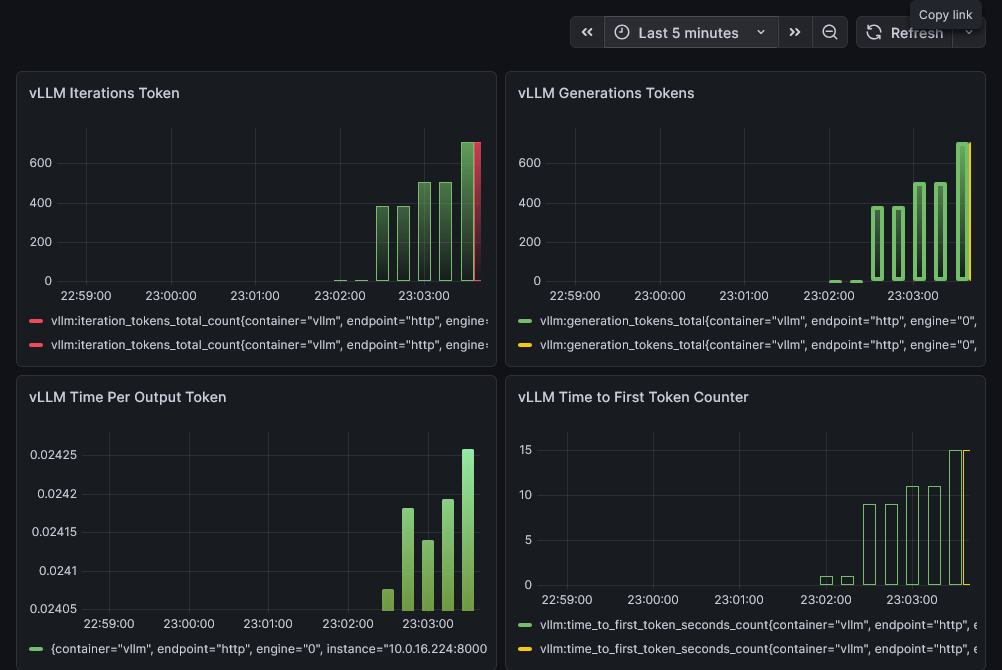 Copy link
Last 5 minutes
Refresh
vLLM Iterations Token
600
400
200
0
22:59:00 23:00:00 23:01:00 23:02:00 23:03:00
vllm:iteration_tokens_total_count{container="vllm", endpoint="http", engine=
vllm:iteration_tokens_total_count{container="vllm", endpoint="http", engine=
vLLM Generations Tokens
600
400
200
0
22:59:00 23:00:00 23:01:00 23:02:00 23:03:00
vllm:generation_tokens_total{container="vllm", endpoint="http", engine="0",
vllm:generation_tokens_total{container="vllm", endpoint="http", engine="0",
vLLM Time Per Output Token
0.02425
0.0242
0.02415
0.0241
0.02405
22:59:00 23:00:00 23:01:00 23:02:00 23:03:00
{container="vllm", endpoint="http", engine="0", instance="10.0.16.224:8000
vLLM Time to First Token Counter
15
10
5
0
22:59:00 23:00:00 23:01:00 23:02:00 23:03:00
vllm:time_to_first_token_seconds_count{container="vllm", endpoint="http",
vllm:time_to_first_token_seconds_count{container="vllm", endpoint="http",